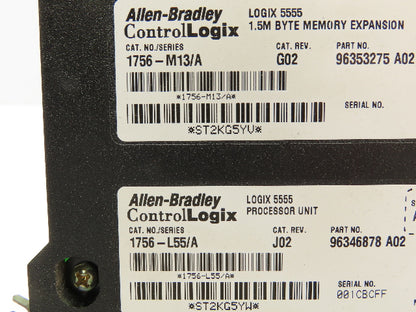 Allen-Bradley LOGIX 5555
ControlLogix 1.5M BYTE MEMORY EXPANSION
CAT. NO./SERIES CAT. REV. PART NO.
1756-M13/A G02 96353275 A02
*1756-M13/A*
SERIAL NO.
*ST2KG5YV*
Allen-Bradley LOGIX 5555
ControlLogix PROCESSOR UNIT
CAT. NO./SERIES CAT. REV. PART NO.
1756-L55/A J02 96346878 A02
*1756-L55/A*
SERIAL NO.
001CBCFF
*ST2KG5YW*